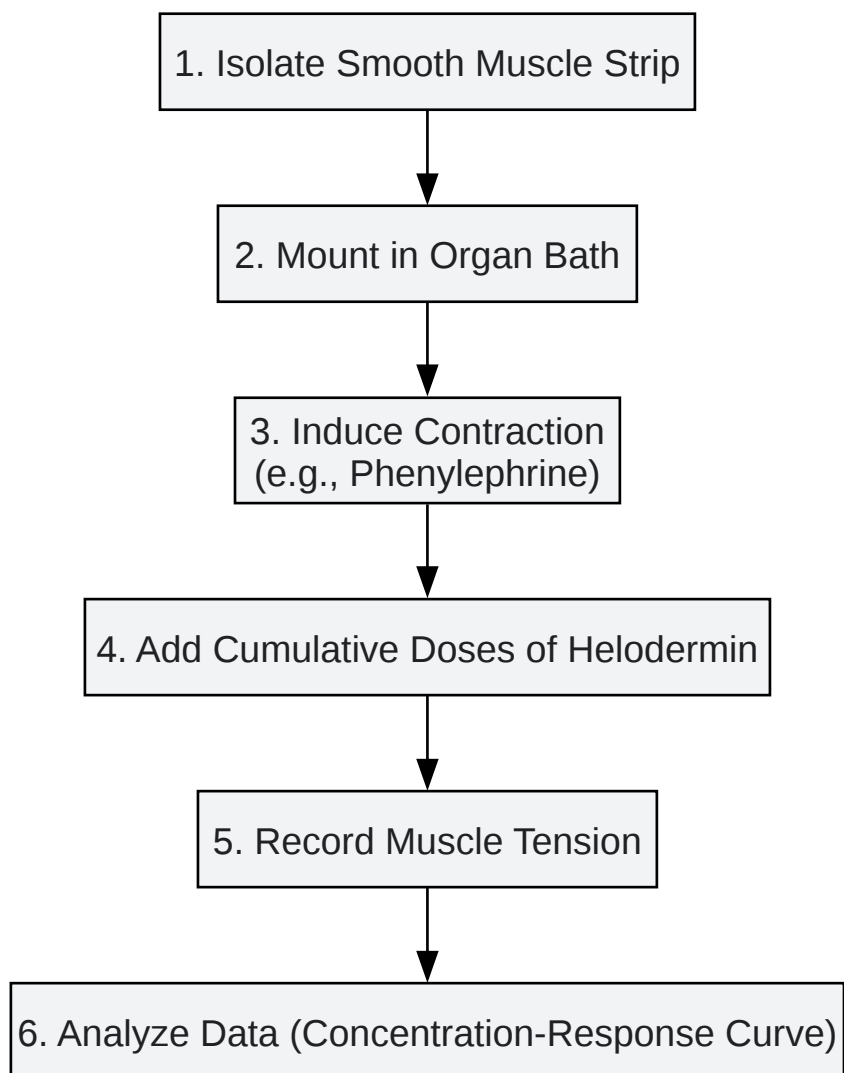 1. Isolate Smooth Muscle Strip
2. Mount in Organ Bath
3. Induce Contraction
(e.g., Phenylephrine)
4. Add Cumulative Doses of Helodermin
5. Record Muscle Tension
6. Analyze Data (Concentration-Response Curve)